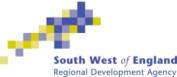 South West of England
Regional Development Agency